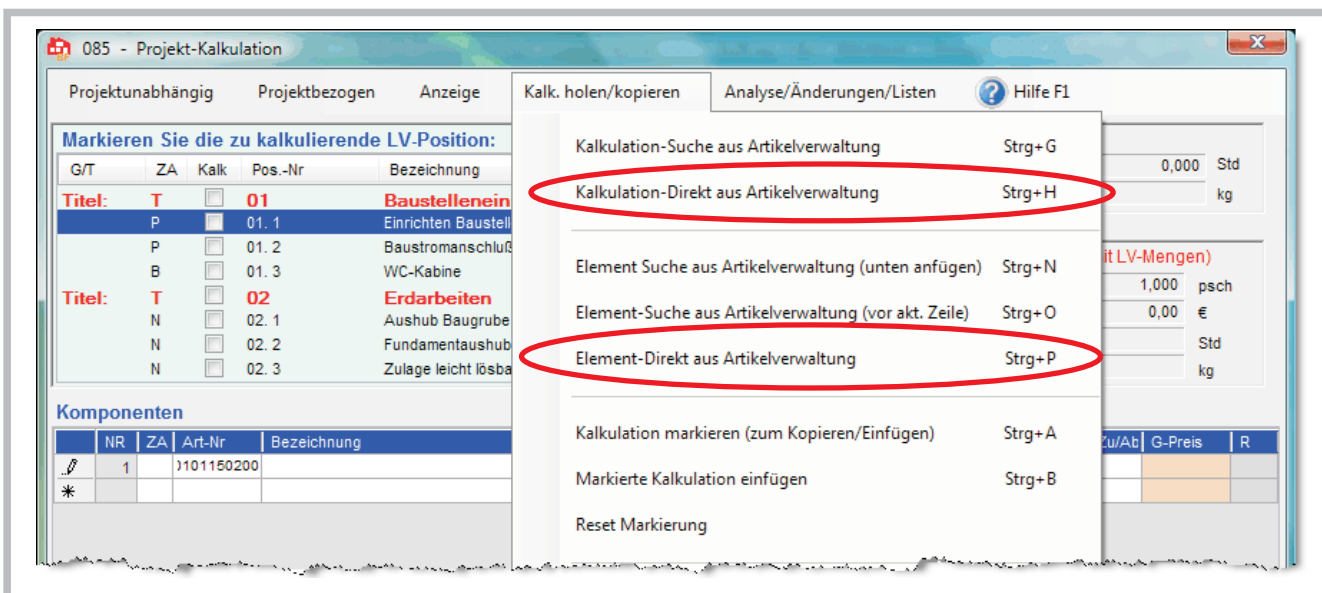 085 - Projekt-Kalkulation
Projektunabhängig Projektbezogen Anzeige Kalk. holen/kopieren Analyse/Änderungen/Listen Hilfe F1
Markieren Sie die zu kalkulierende LV-Position:
G/T ZA Kalk Pos.-Nr Bezeichnung
Titel: T 01 Baustellenein
P 01. 1 Einrichten Baustell
P 01. 2 Baustromanschluß
B 01. 3 WC-Kabine
Titel: T 02 Erdarbeiten
N 02. 1 Aushub Baugrube
N 02. 2 Fundamentaushub
N 02. 3 Zulage leicht lösba
Kalkulation-Suche aus Artikelverwaltung Strg+G
Kalkulation-Direkt aus Artikelverwaltung Strg+H
Element Suche aus Artikelverwaltung (unten anfügen) Strg+N
Element-Suche aus Artikelverwaltung (vor akt. Zeile) Strg+O
Element-Direkt aus Artikelverwaltung Strg+P
Kalkulation markieren (zum Kopieren/Einfügen) Strg+A
Markierte Kalkulation einfügen Strg+B
Reset Markierung
0,000 Std
kg
it LV-Mengen)
1,000 psch
0,00 €
Std
kg
Komponenten
NR ZA Art-Nr Bezeichnung Zu/Ab G-Preis R
1 0101150200